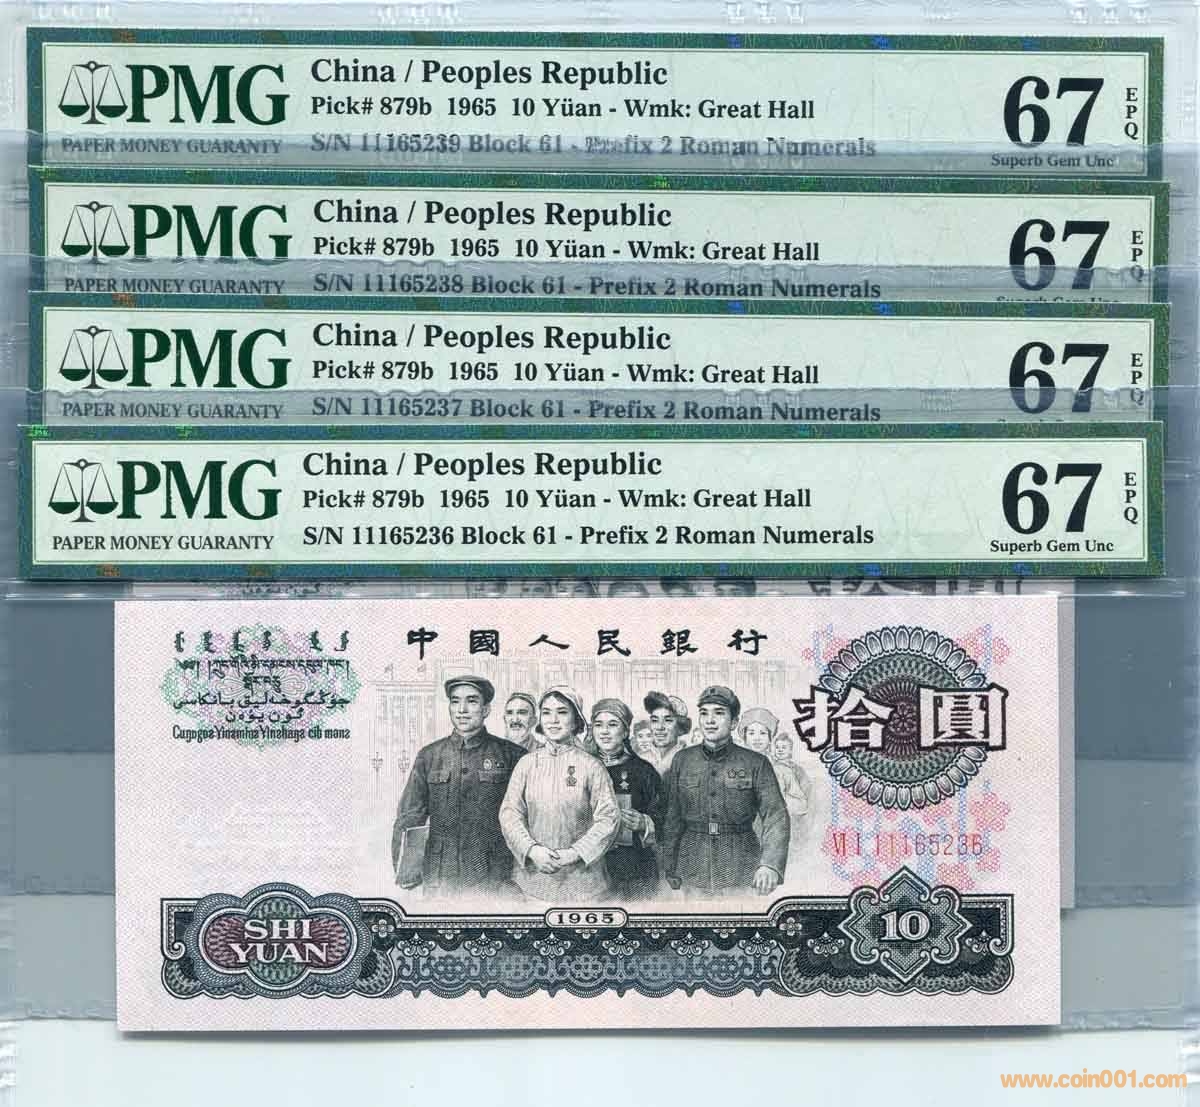 PMG
PAPER MONEY GUARANTY
China / Peoples Republic
Pick# 879b 1965 10 Yüan - Wmk: Great Hall
S/N 11165239 Block 61 - Prefix 2 Roman Numerals
67
EPQ
Superb Gem Unc
PMG
PAPER MONEY GUARANTY
China / Peoples Republic
Pick# 879b 1965 10 Yüan - Wmk: Great Hall
S/N 11165238 Block 61 - Prefix 2 Roman Numerals
67
EPQ
Superb Gem Unc
PMG
PAPER MONEY GUARANTY
China / Peoples Republic
Pick# 879b 1965 10 Yüan - Wmk: Great Hall
S/N 11165237 Block 61 - Prefix 2 Roman Numerals
67
EPQ
PMG
PAPER MONEY GUARANTY
China / Peoples Republic
Pick# 879b 1965 10 Yüan - Wmk: Great Hall
S/N 11165236 Block 61 - Prefix 2 Roman Numerals
67
EPQ
Superb Gem Unc
中國人民銀行
拾圓
VI I 11165236
1965
SHI
YUAN
10
www.coin001.com